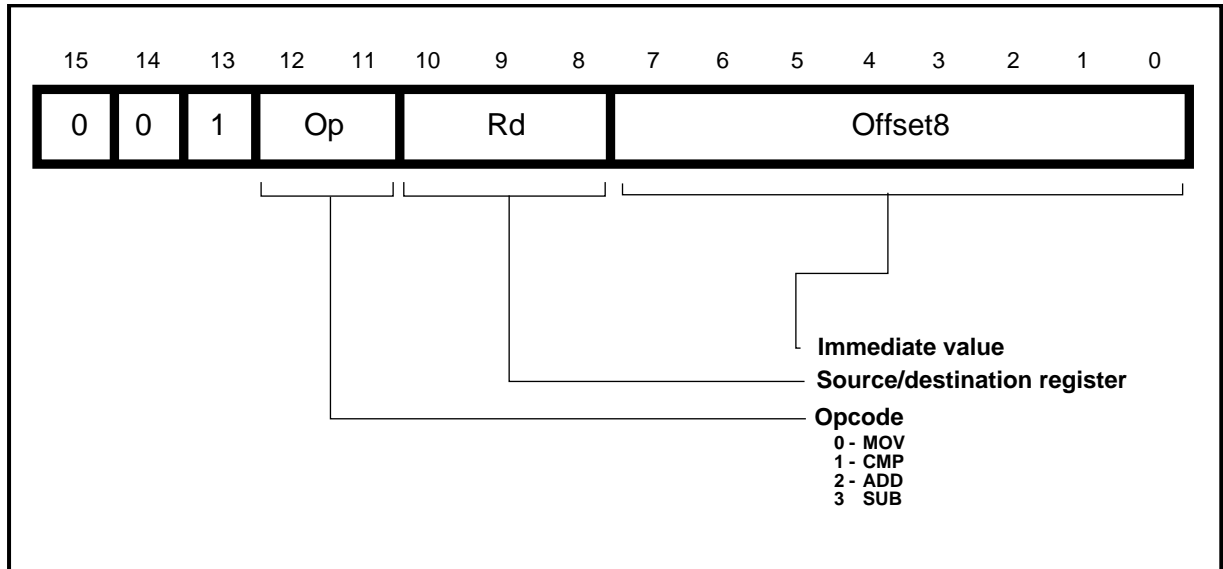 15 14 13 12 11 10 9 8 7 6 5 4 3 2 1 0
0 0 1 Op Rd Offset8
Immediate value
Source/destination register
Opcode
0 - MOV
1 - CMP
2 - ADD
3 SUB